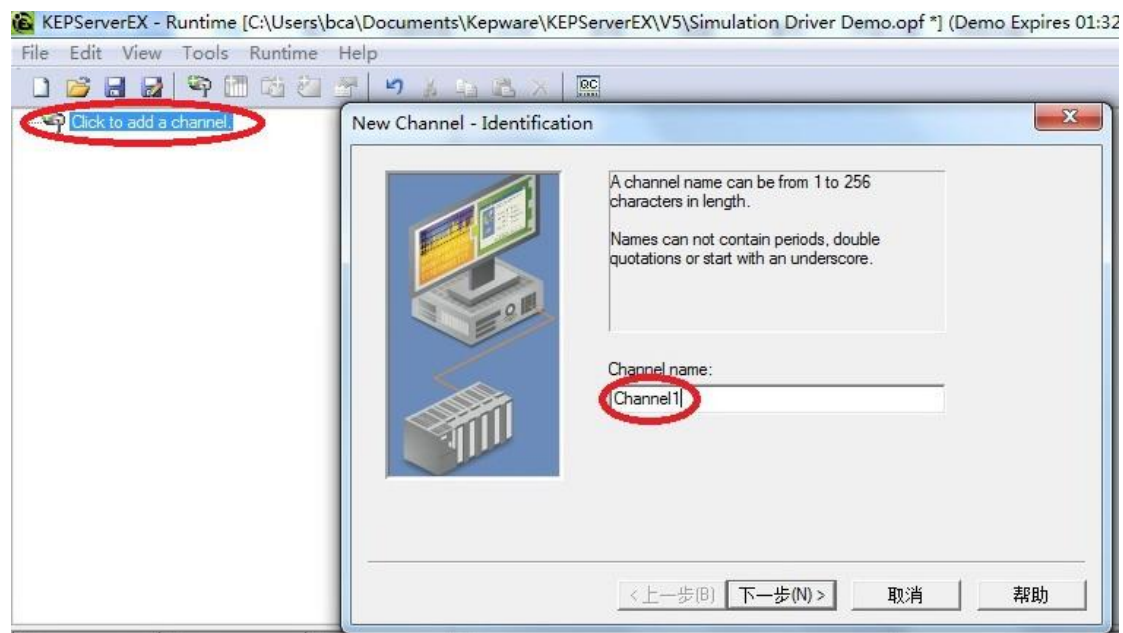 KEPServerEX - Runtime [C:\Users\bca\Documents\Kepware\KEPServerEX\V5\Simulation Driver Demo.opf *] (Demo Expires 01:32
File Edit View Tools Runtime Help
QC
Click to add a channel.
New Channel - Identification
A channel name can be from 1 to 256
characters in length.
Names can not contain periods, double
quotations or start with an underscore.
Channel name:
Channel1
<上一步(B) 下一步(N)> 取消 帮助